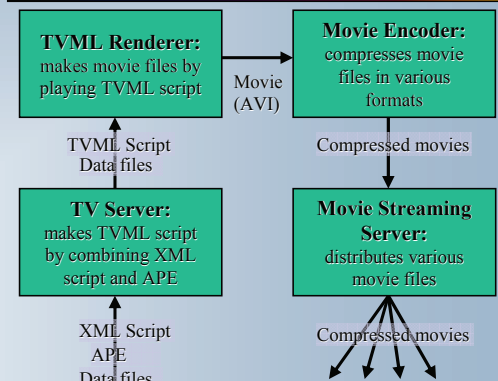 TVML Renderer:
makes movie files by
playing TVML script
Movie
(AVI)
Movie Encoder:
compresses movie
files in various
formats
TVML Script
Data files
Compressed movies
TV Server:
makes TVML script
by combining XML
script and APE
Movie Streaming
Server:
distributes various
movie files
XML Script
APE
Data files
Compressed movies